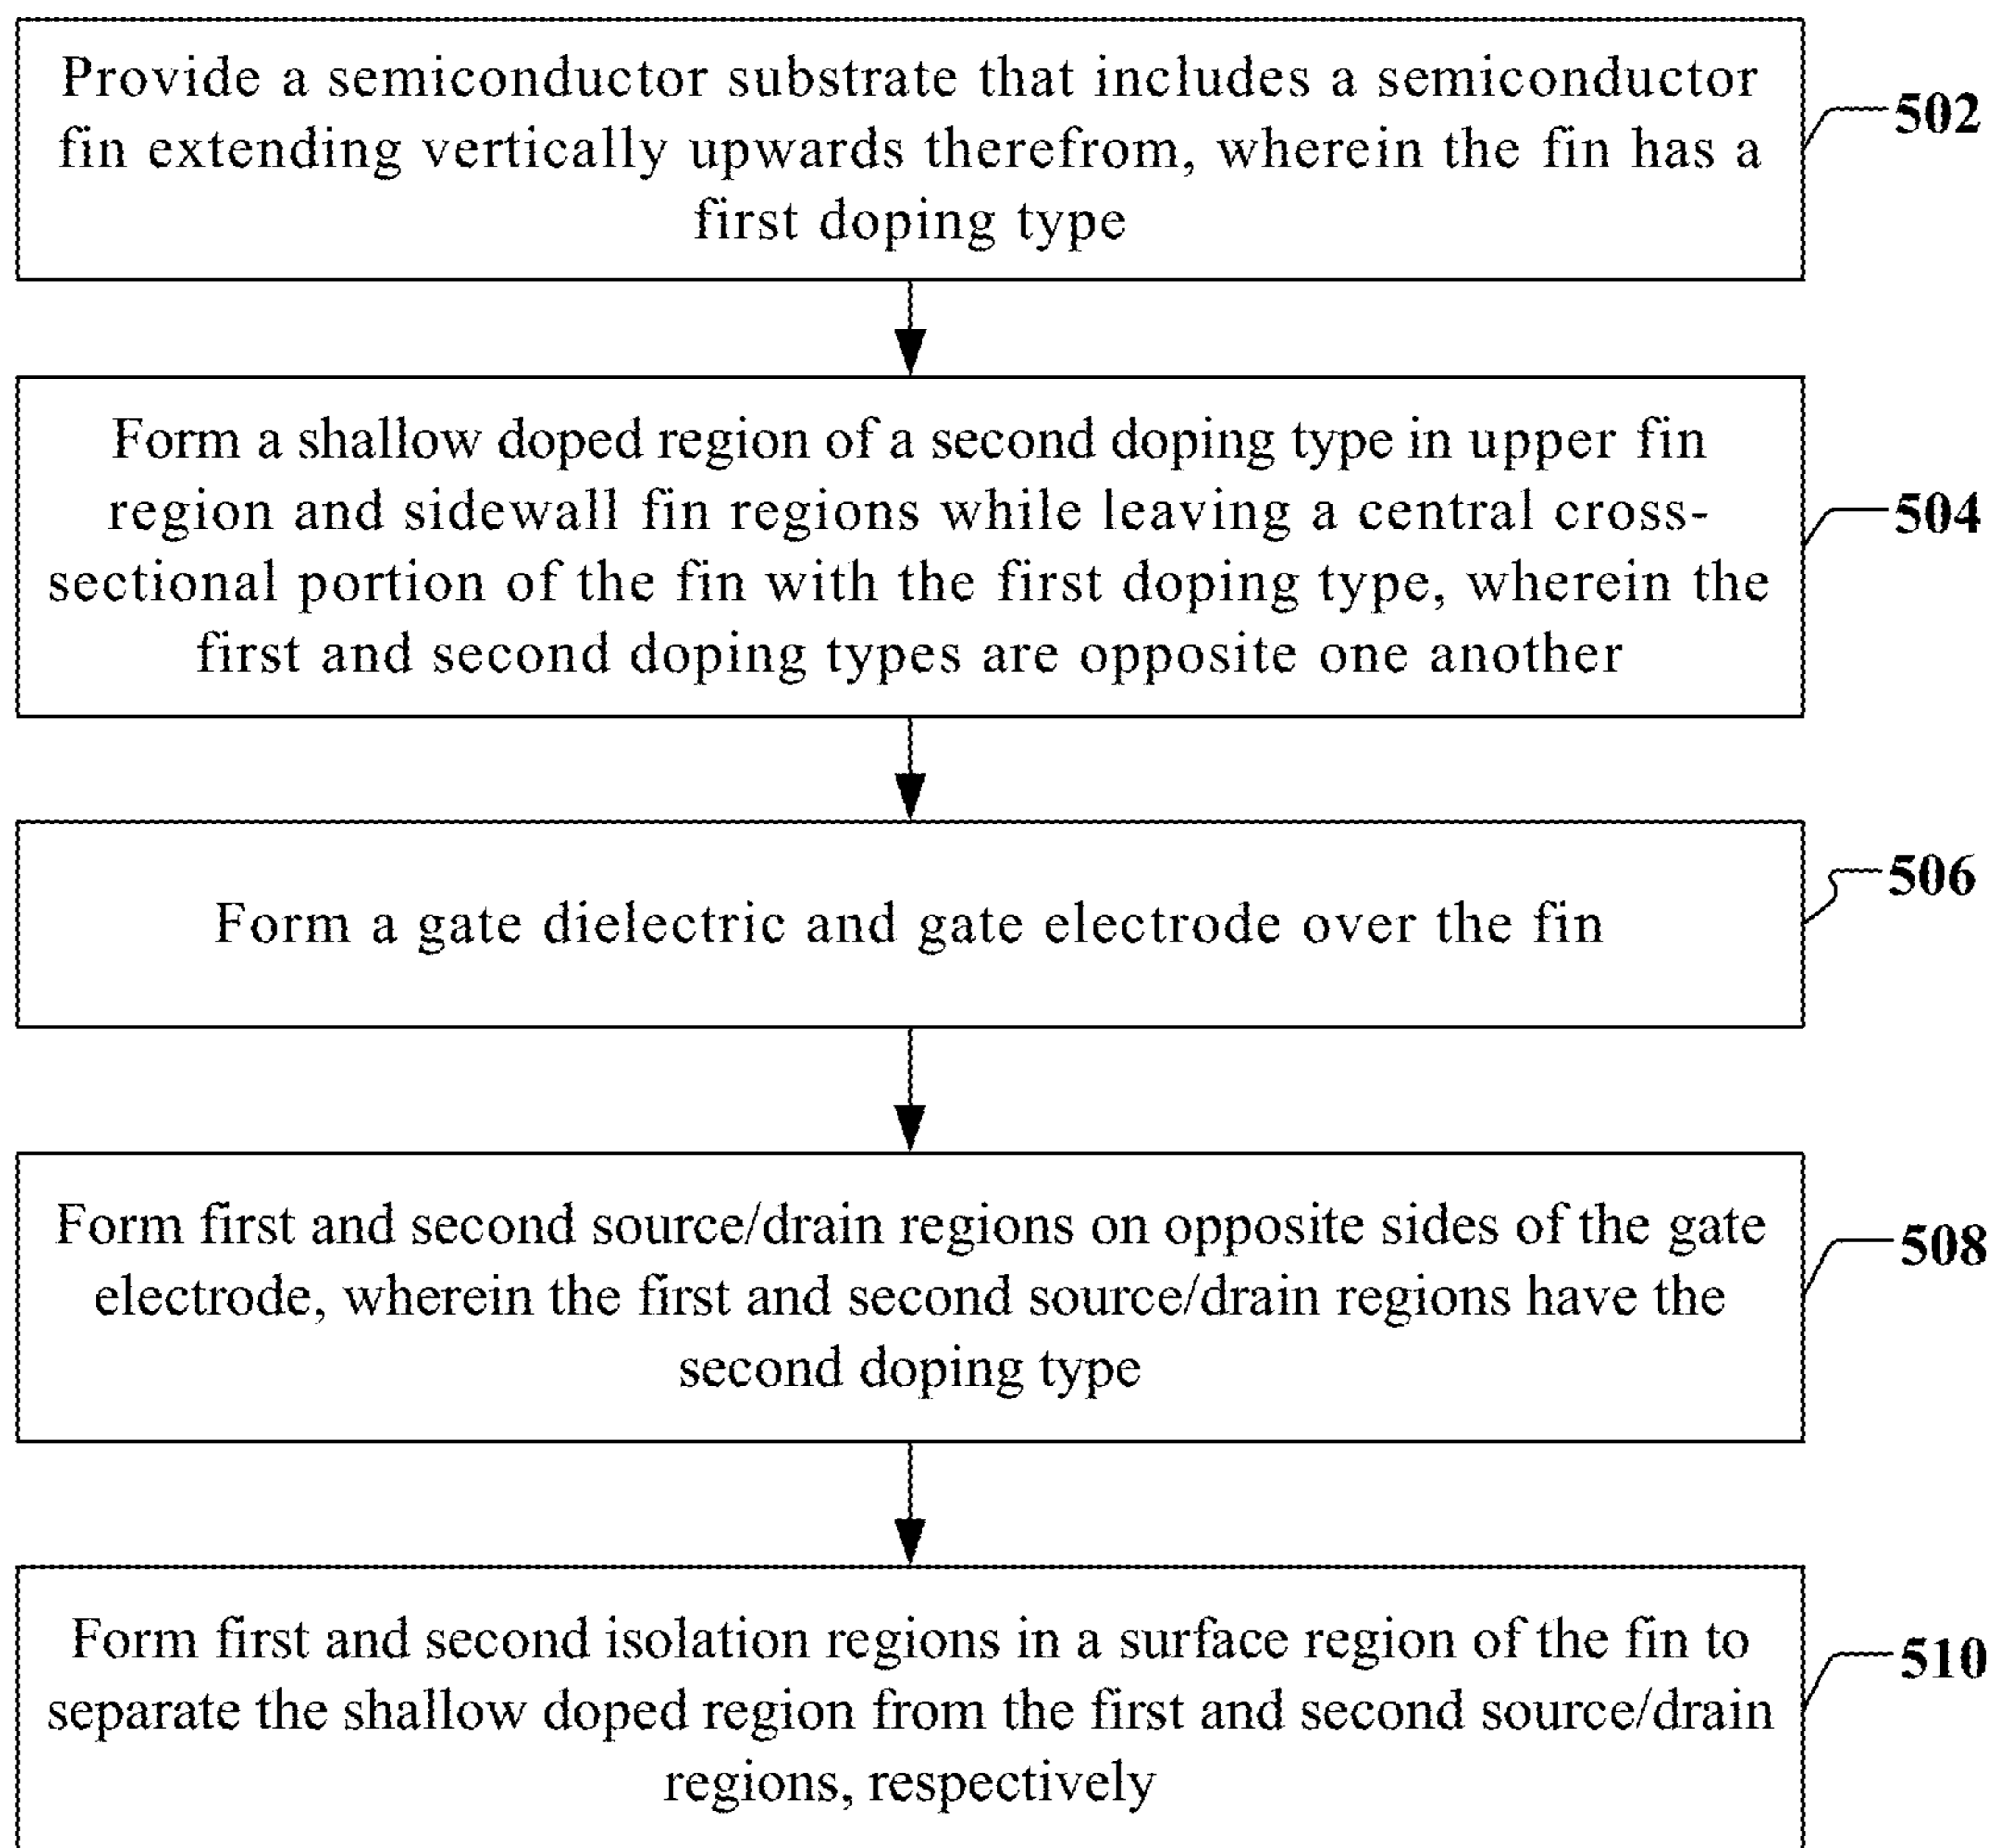 Provide a semiconductor substrate that includes a semiconductor
fin extending vertically upwards therefrom, wherein the fin has a
first doping type
502
Form a shallow doped region of a second doping type in upper fin
region and sidewall fin regions while leaving a central cross-
sectional portion of the fin with the first doping type, wherein the
first and second doping types are opposite one another
504
Form a gate dielectric and gate electrode over the fin
506
Form first and second source/drain regions on opposite sides of the gate
electrode, wherein the first and second source/drain regions have the
second doping type
508
Form first and second isolation regions in a surface region of the fin to
separate the shallow doped region from the first and second source/drain
regions, respectively
510